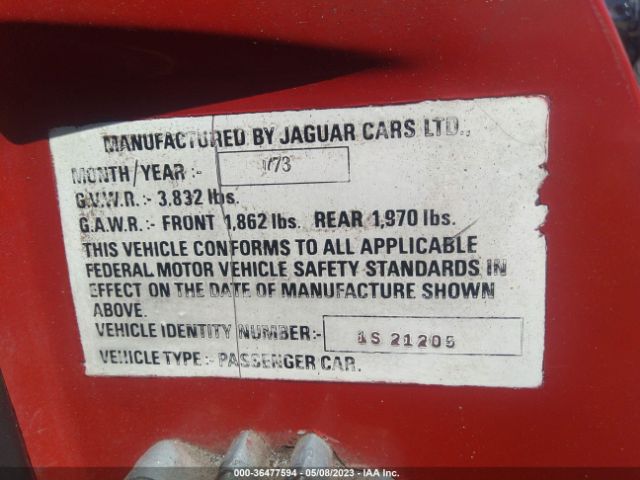 MANUFACTURED BY JAGUAR CARS LTD.,
MONTH/YEAR :- 1/73
G.V.W.R. :- 3.832 lbs.
G.A.W.R. :- FRONT 1,862 lbs. REAR 1,970 lbs.
THIS VEHICLE CONFORMS TO ALL APPLICABLE
FEDERAL MOTOR VEHICLE SAFETY STANDARDS IN
EFFECT ON THE DATE OF MANUFACTURE SHOWN
ABOVE.
VEHICLE IDENTITY NUMBER:- 1S 21205
VEHICLE TYPE :- PASSENGER CAR.
000-36477594 - 05/08/2023 - IAA Inc.